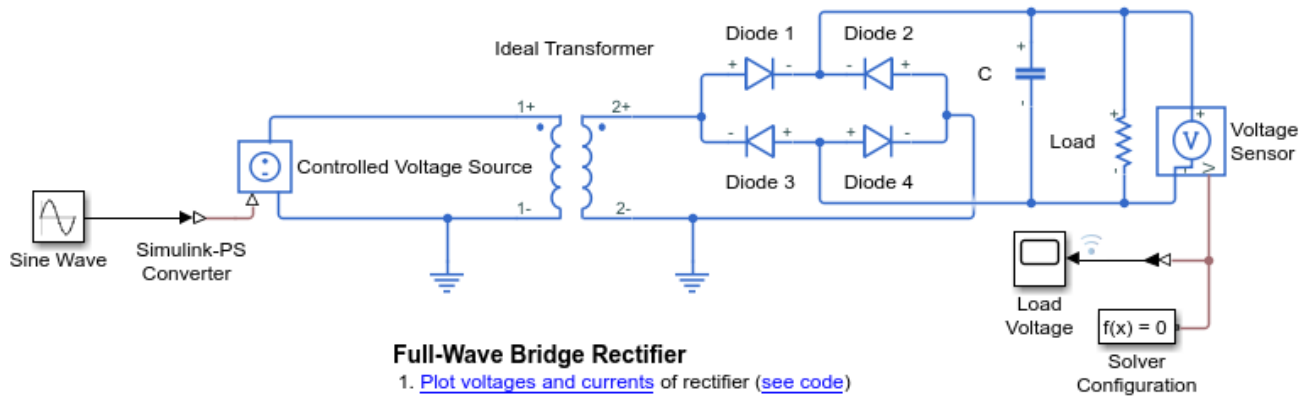 Ideal Transformer
Diode 1
Diode 2
+
-
-
+
-
+
+
-
Diode 3
Diode 4
1+
2+
1-
2-
Controlled Voltage Source
Sine Wave
Simulink-PS
Converter
C
+
-
Load
+
-
+
-
V
V
Voltage
Sensor
Load
Voltage
f(x) = 0
Solver
Configuration
Full-Wave Bridge Rectifier
1. Plot voltages and currents of rectifier (see code)